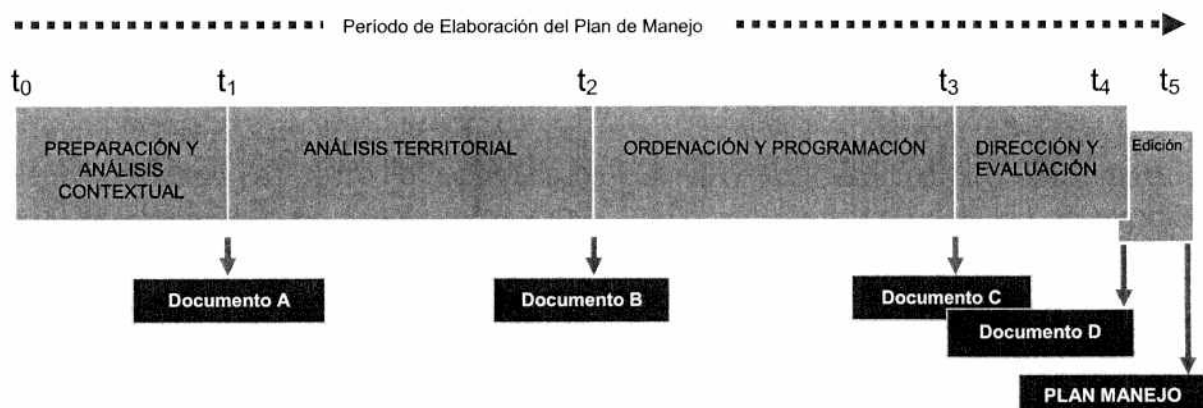 Periodo de Elaboración del Plan de Manejo
t0 t1 t2 t3 t4 t5
PREPARACIÓN Y
ANÁLISIS
CONTEXTUAL
ANÁLISIS TERRITORIAL
ORDENACIÓN Y PROGRAMACIÓN
DIRECCIÓN Y
EVALUACIÓN
Edición
Documento A
Documento B
Documento C
Documento D
PLAN MANEJO